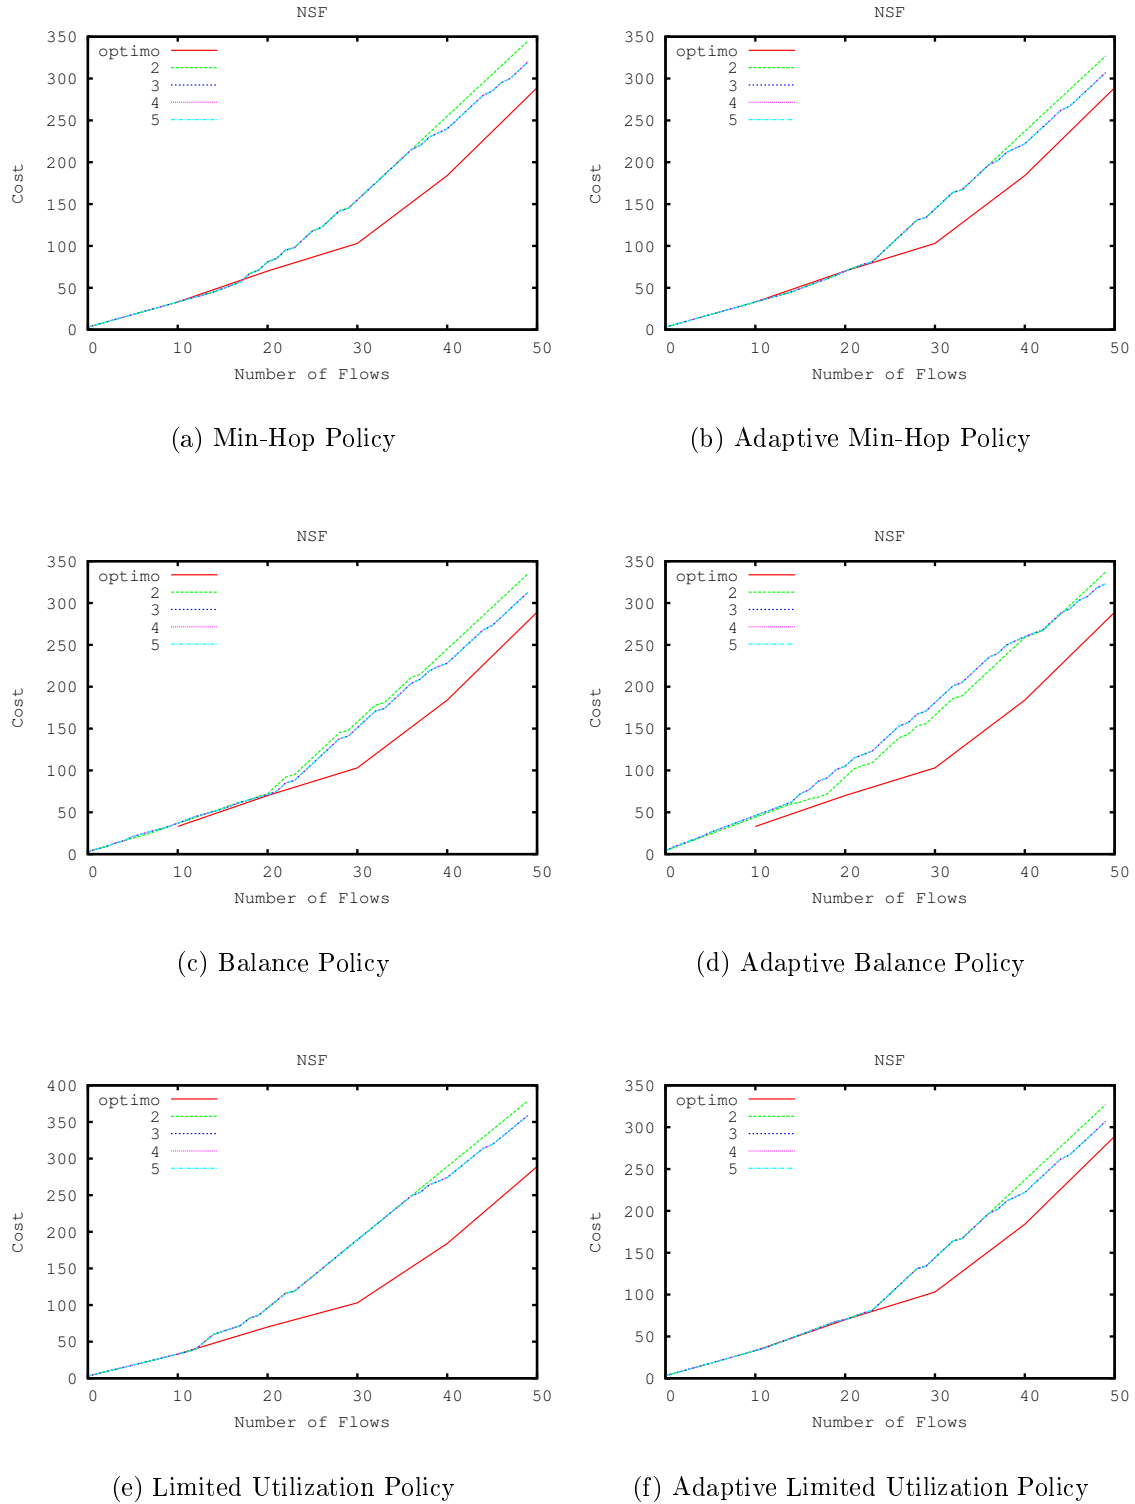 NSF
350
300
250
200
150
100
50
0
optimo
2
3
4
5
Cost
0 10 20 30 40 50
Number of Flows
(a) Min-Hop Policy
NSF
350
300
250
200
150
100
50
0
optimo
2
3
4
5
Cost
0 10 20 30 40 50
Number of Flows
(b) Adaptive Min-Hop Policy
NSF
350
300
250
200
150
100
50
0
optimo
2
3
4
5
Cost
0 10 20 30 40 50
Number of Flows
(c) Balance Policy
NSF
350
300
250
200
150
100
50
0
optimo
2
3
4
5
Cost
0 10 20 30 40 50
Number of Flows
(d) Adaptive Balance Policy
NSF
400
350
300
250
200
150
100
50
0
optimo
2
3
4
5
Cost
0 10 20 30 40 50
Number of Flows
(e) Limited Utilization Policy
NSF
350
300
250
200
150
100
50
0
optimo
2
3
4
5
Cost
0 10 20 30 40 50
Number of Flows
(f) Adaptive Limited Utilization Policy